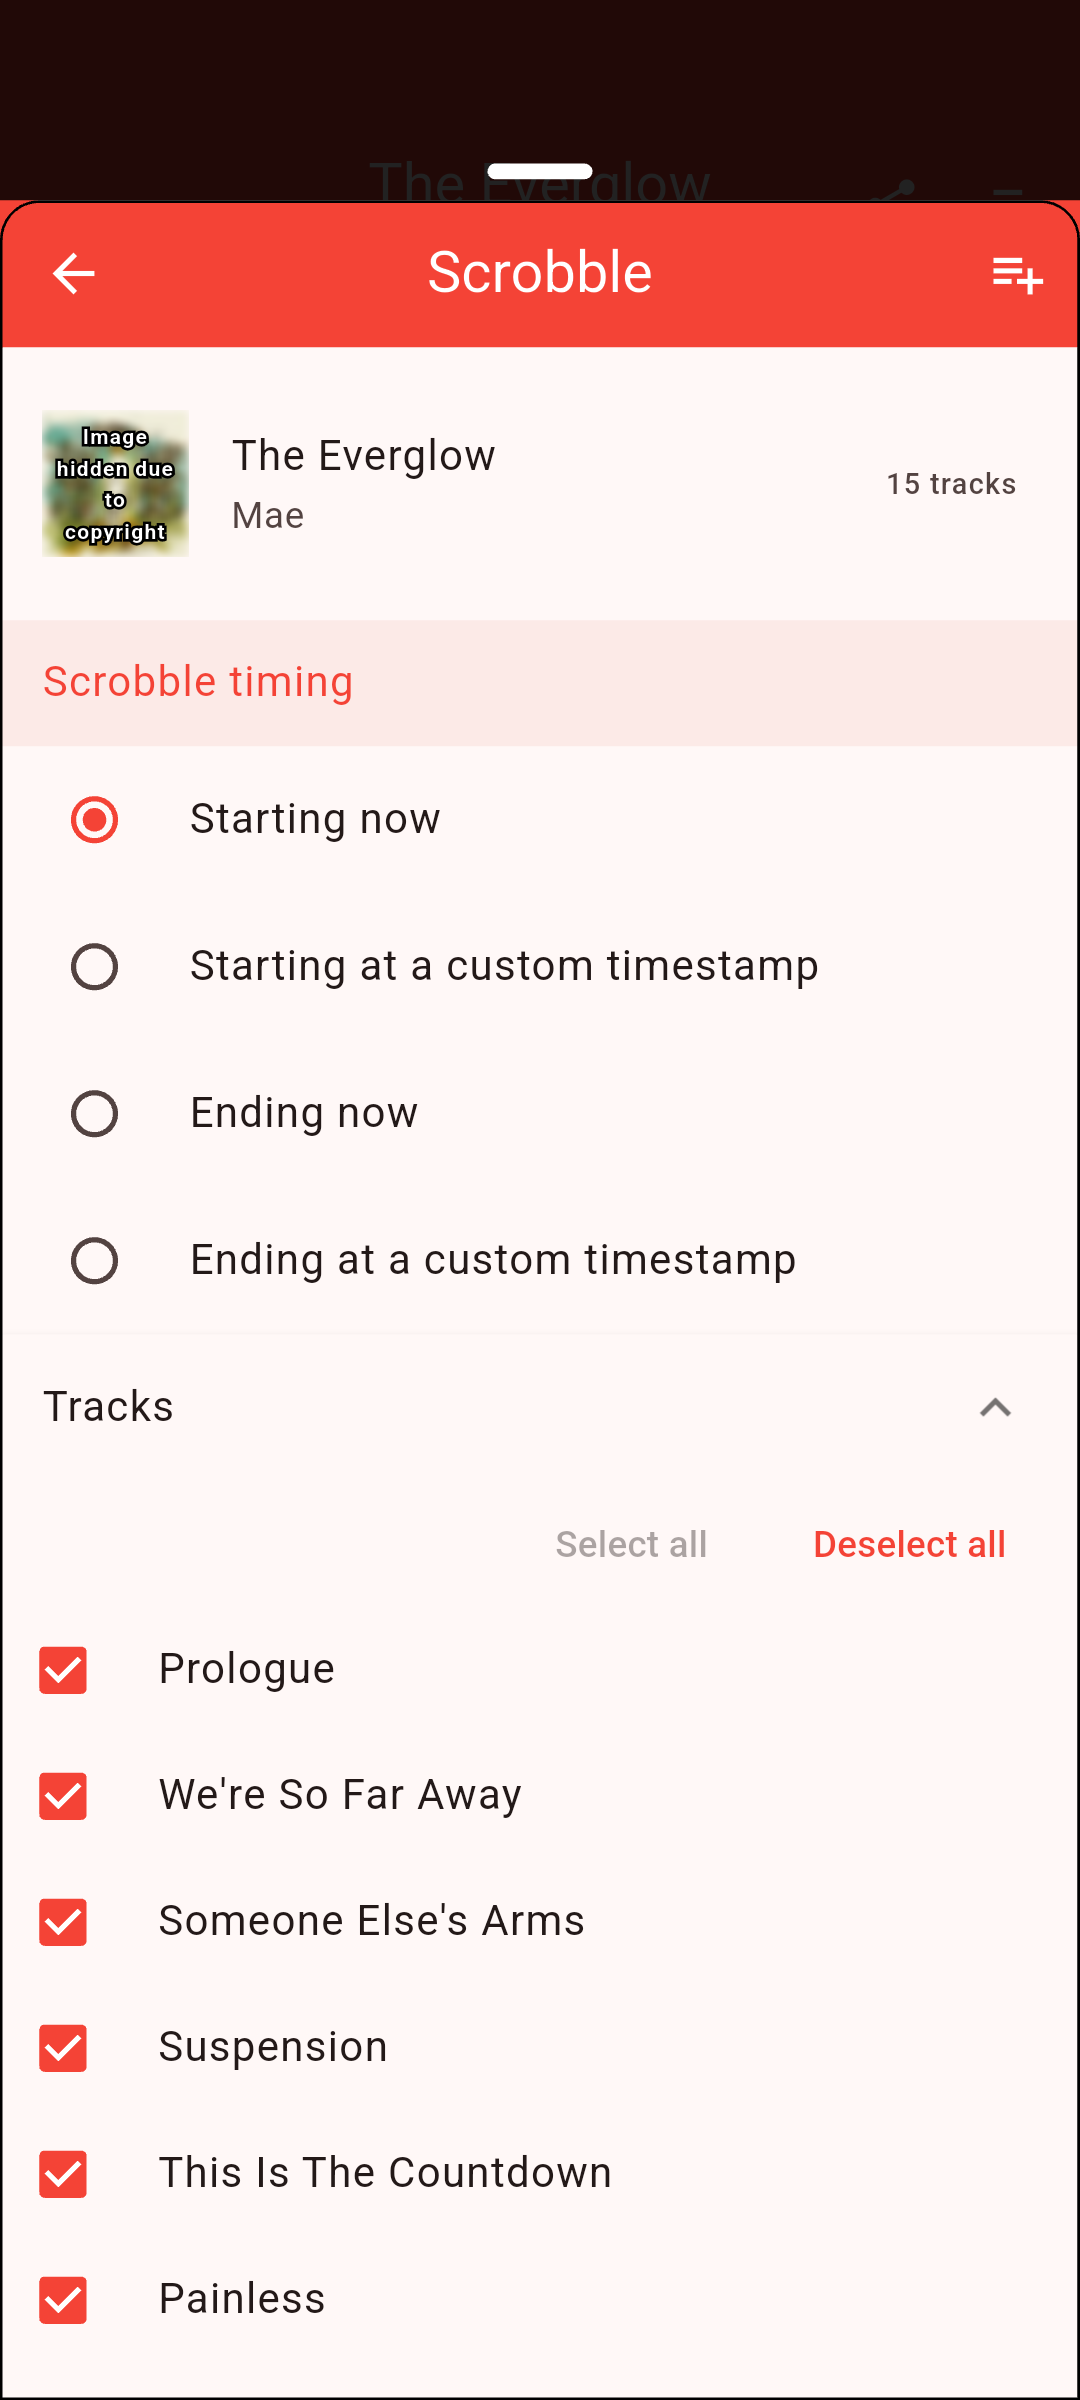 The Everglow
Scrobble
Image
hidden due
to
copyright
The Everglow
Mae
15 tracks
Scrobble timing
Starting now
Starting at a custom timestamp
Ending now
Ending at a custom timestamp
Tracks
Select all
Deselect all
Prologue
We're So Far Away
Someone Else's Arms
Suspension
This Is The Countdown
Painless